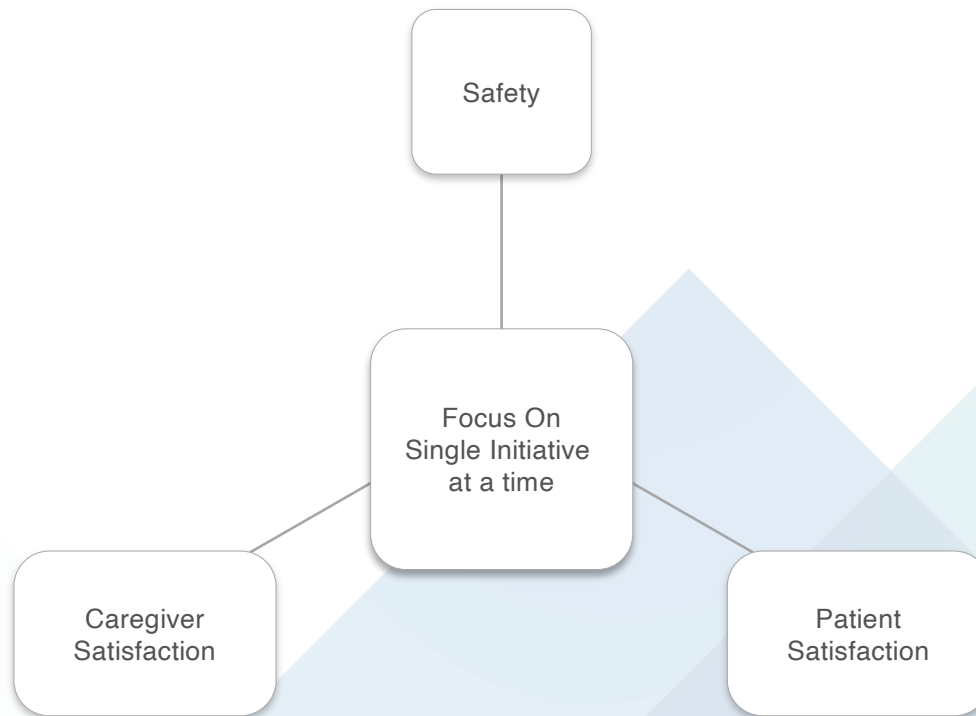 Safety
Focus On
Single Initiative
at a time
Caregiver
Satisfaction
Patient
Satisfaction